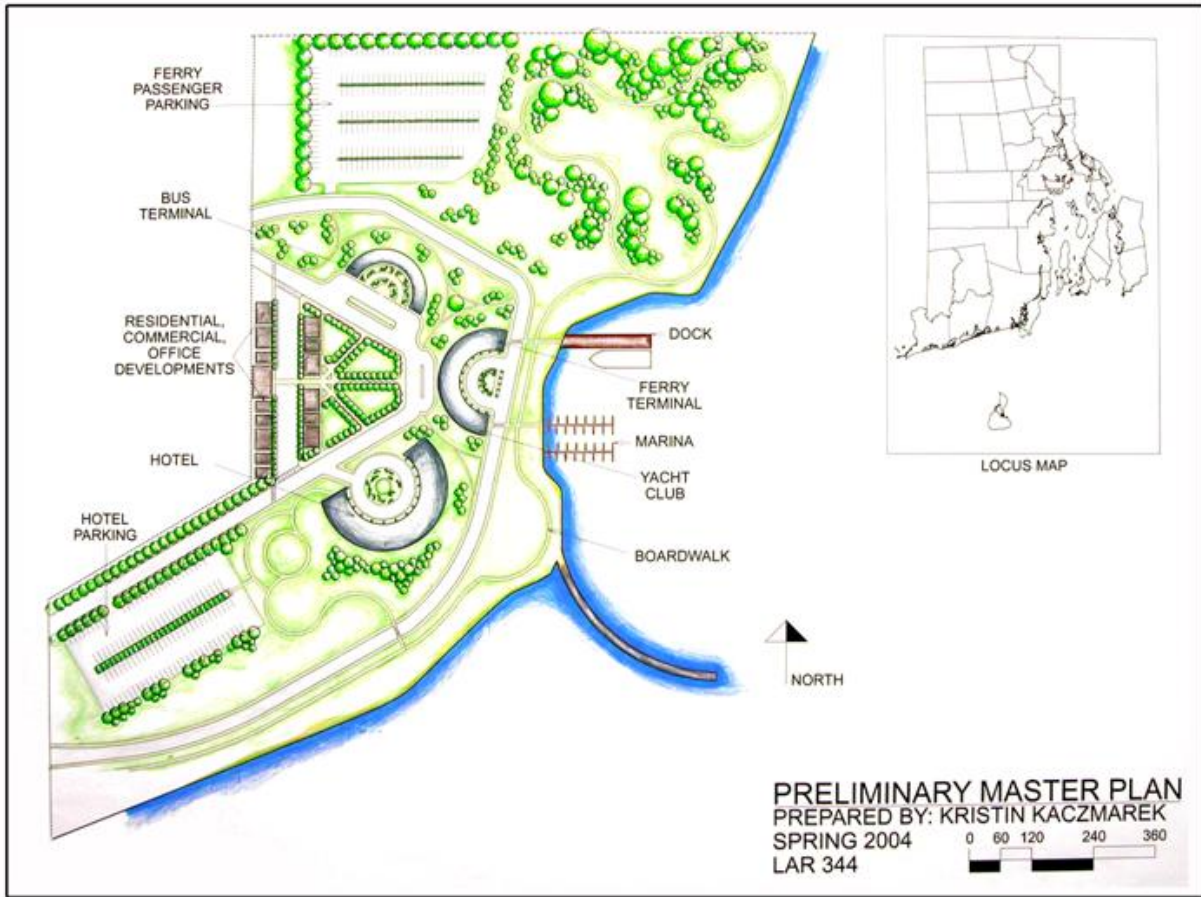 FERRY
PASSENGER
PARKING
BUS
TERMINAL
RESIDENTIAL,
COMMERCIAL,
OFFICE
DEVELOPMENTS
HOTEL
HOTEL
PARKING
DOCK
FERRY
TERMINAL
MARINA
YACHT
CLUB
BOARDWALK
LOCUS MAP
NORTH
PRELIMINARY MASTER PLAN
PREPARED BY: KRISTIN KACZMAREK
SPRING 2004
LAR 344
0 60 120 240 360